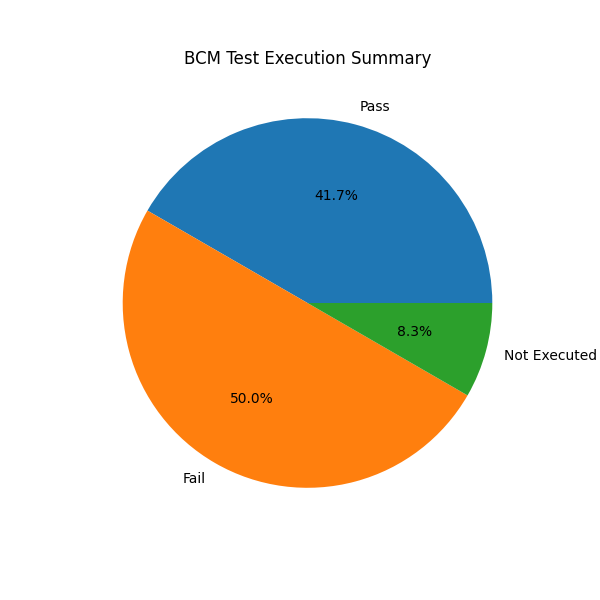 BCM Test Execution Summary
Pass
41.7%
8.3%
Not Executed
50.0%
Fail